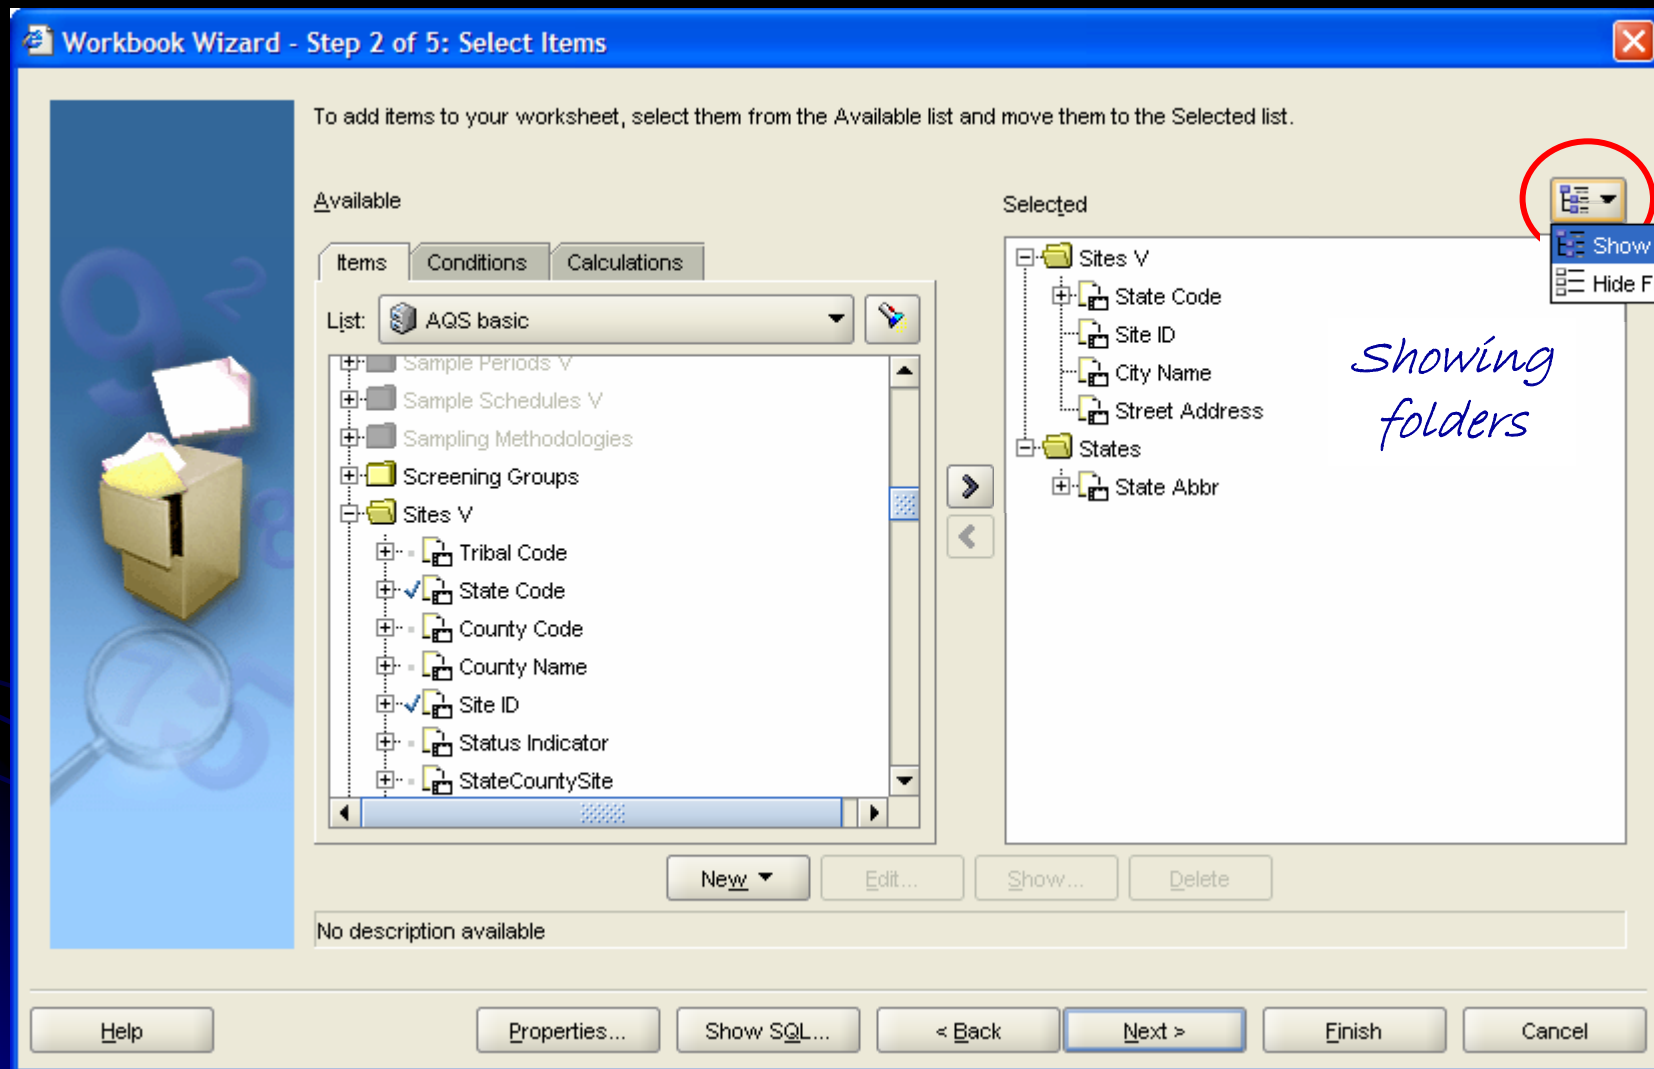 Workbook Wizard - Step 2 of 5: Select Items
To add items to your worksheet, select them from the Available list and move them to the Selected list.
Available
Items
Conditions
Calculations
List:
AQS basic
Sample Periods V
Sample Schedules V
Sampling Methodologies
Screening Groups
Sites V
Tribal Code
State Code
County Code
County Name
Site ID
Status Indicator
StateCountySite
Selected
Show
Hide F
Sites V
State Code
Site ID
City Name
Street Address
States
State Abbr
Showing
folders
New
Edit...
Show...
Delete
No description available
Help
Properties...
Show SQL...
< Back
Next >
Finish
Cancel